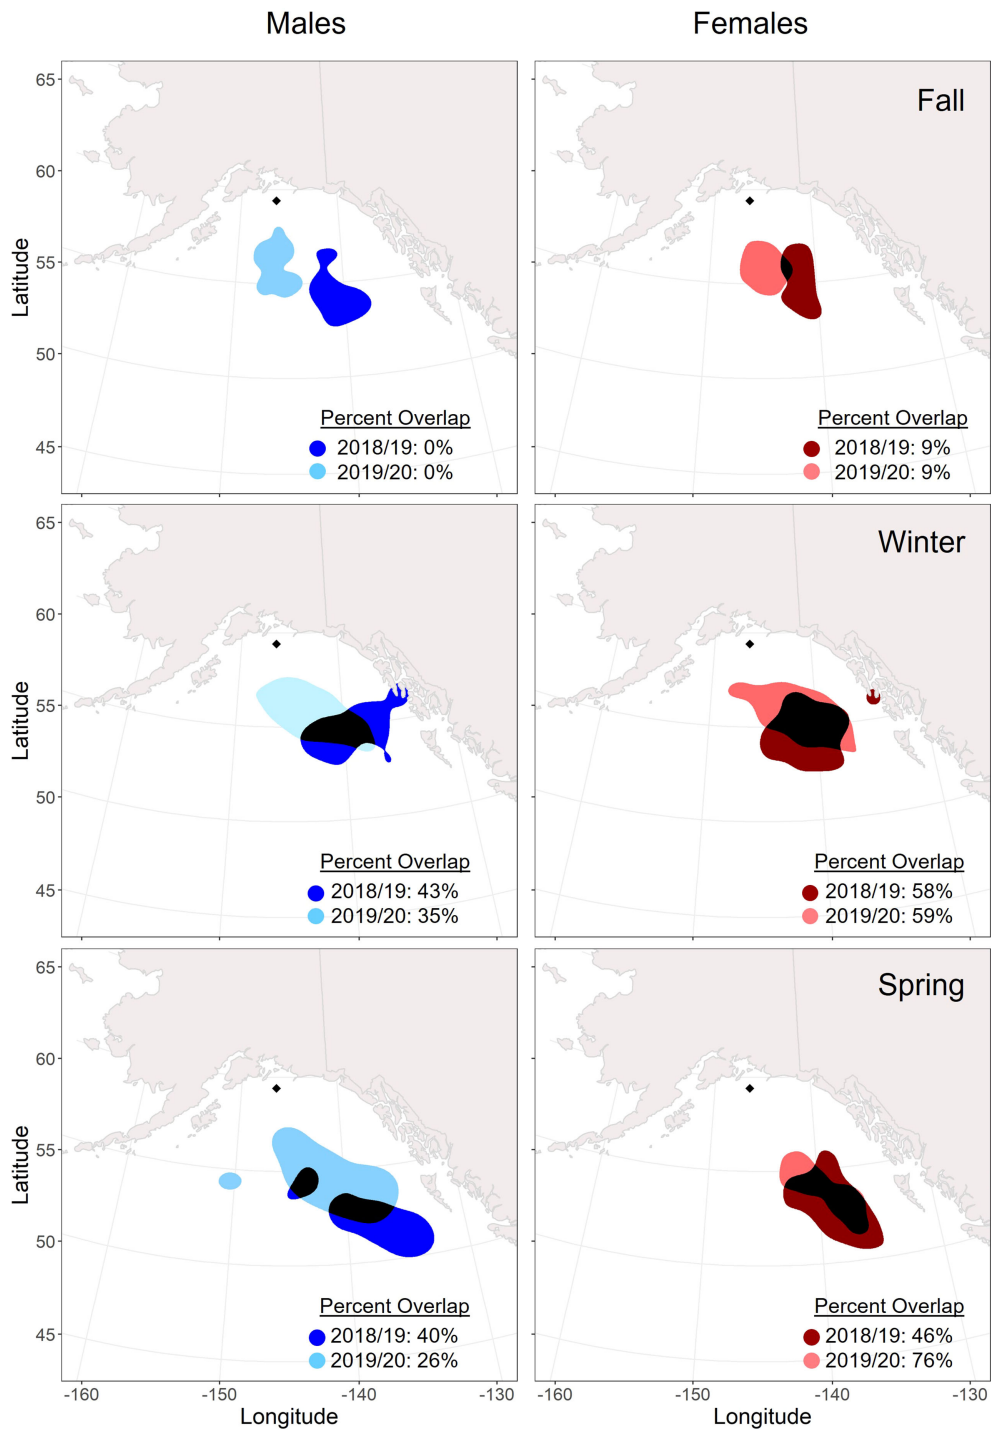 Males
Females
65
60
55
50
45
Latitude
Fall
Percent Overlap
2018/19: 0%
2019/20: 0%
Percent Overlap
2018/19: 9%
2019/20: 9%
65
60
55
50
45
Latitude
Winter
Percent Overlap
2018/19: 43%
2019/20: 35%
Percent Overlap
2018/19: 58%
2019/20: 59%
65
60
55
50
45
Latitude
Spring
Percent Overlap
2018/19: 40%
2019/20: 26%
Percent Overlap
2018/19: 46%
2019/20: 76%
-160 -150 -140 -130
-160 -150 -140 -130
Longitude
Longitude